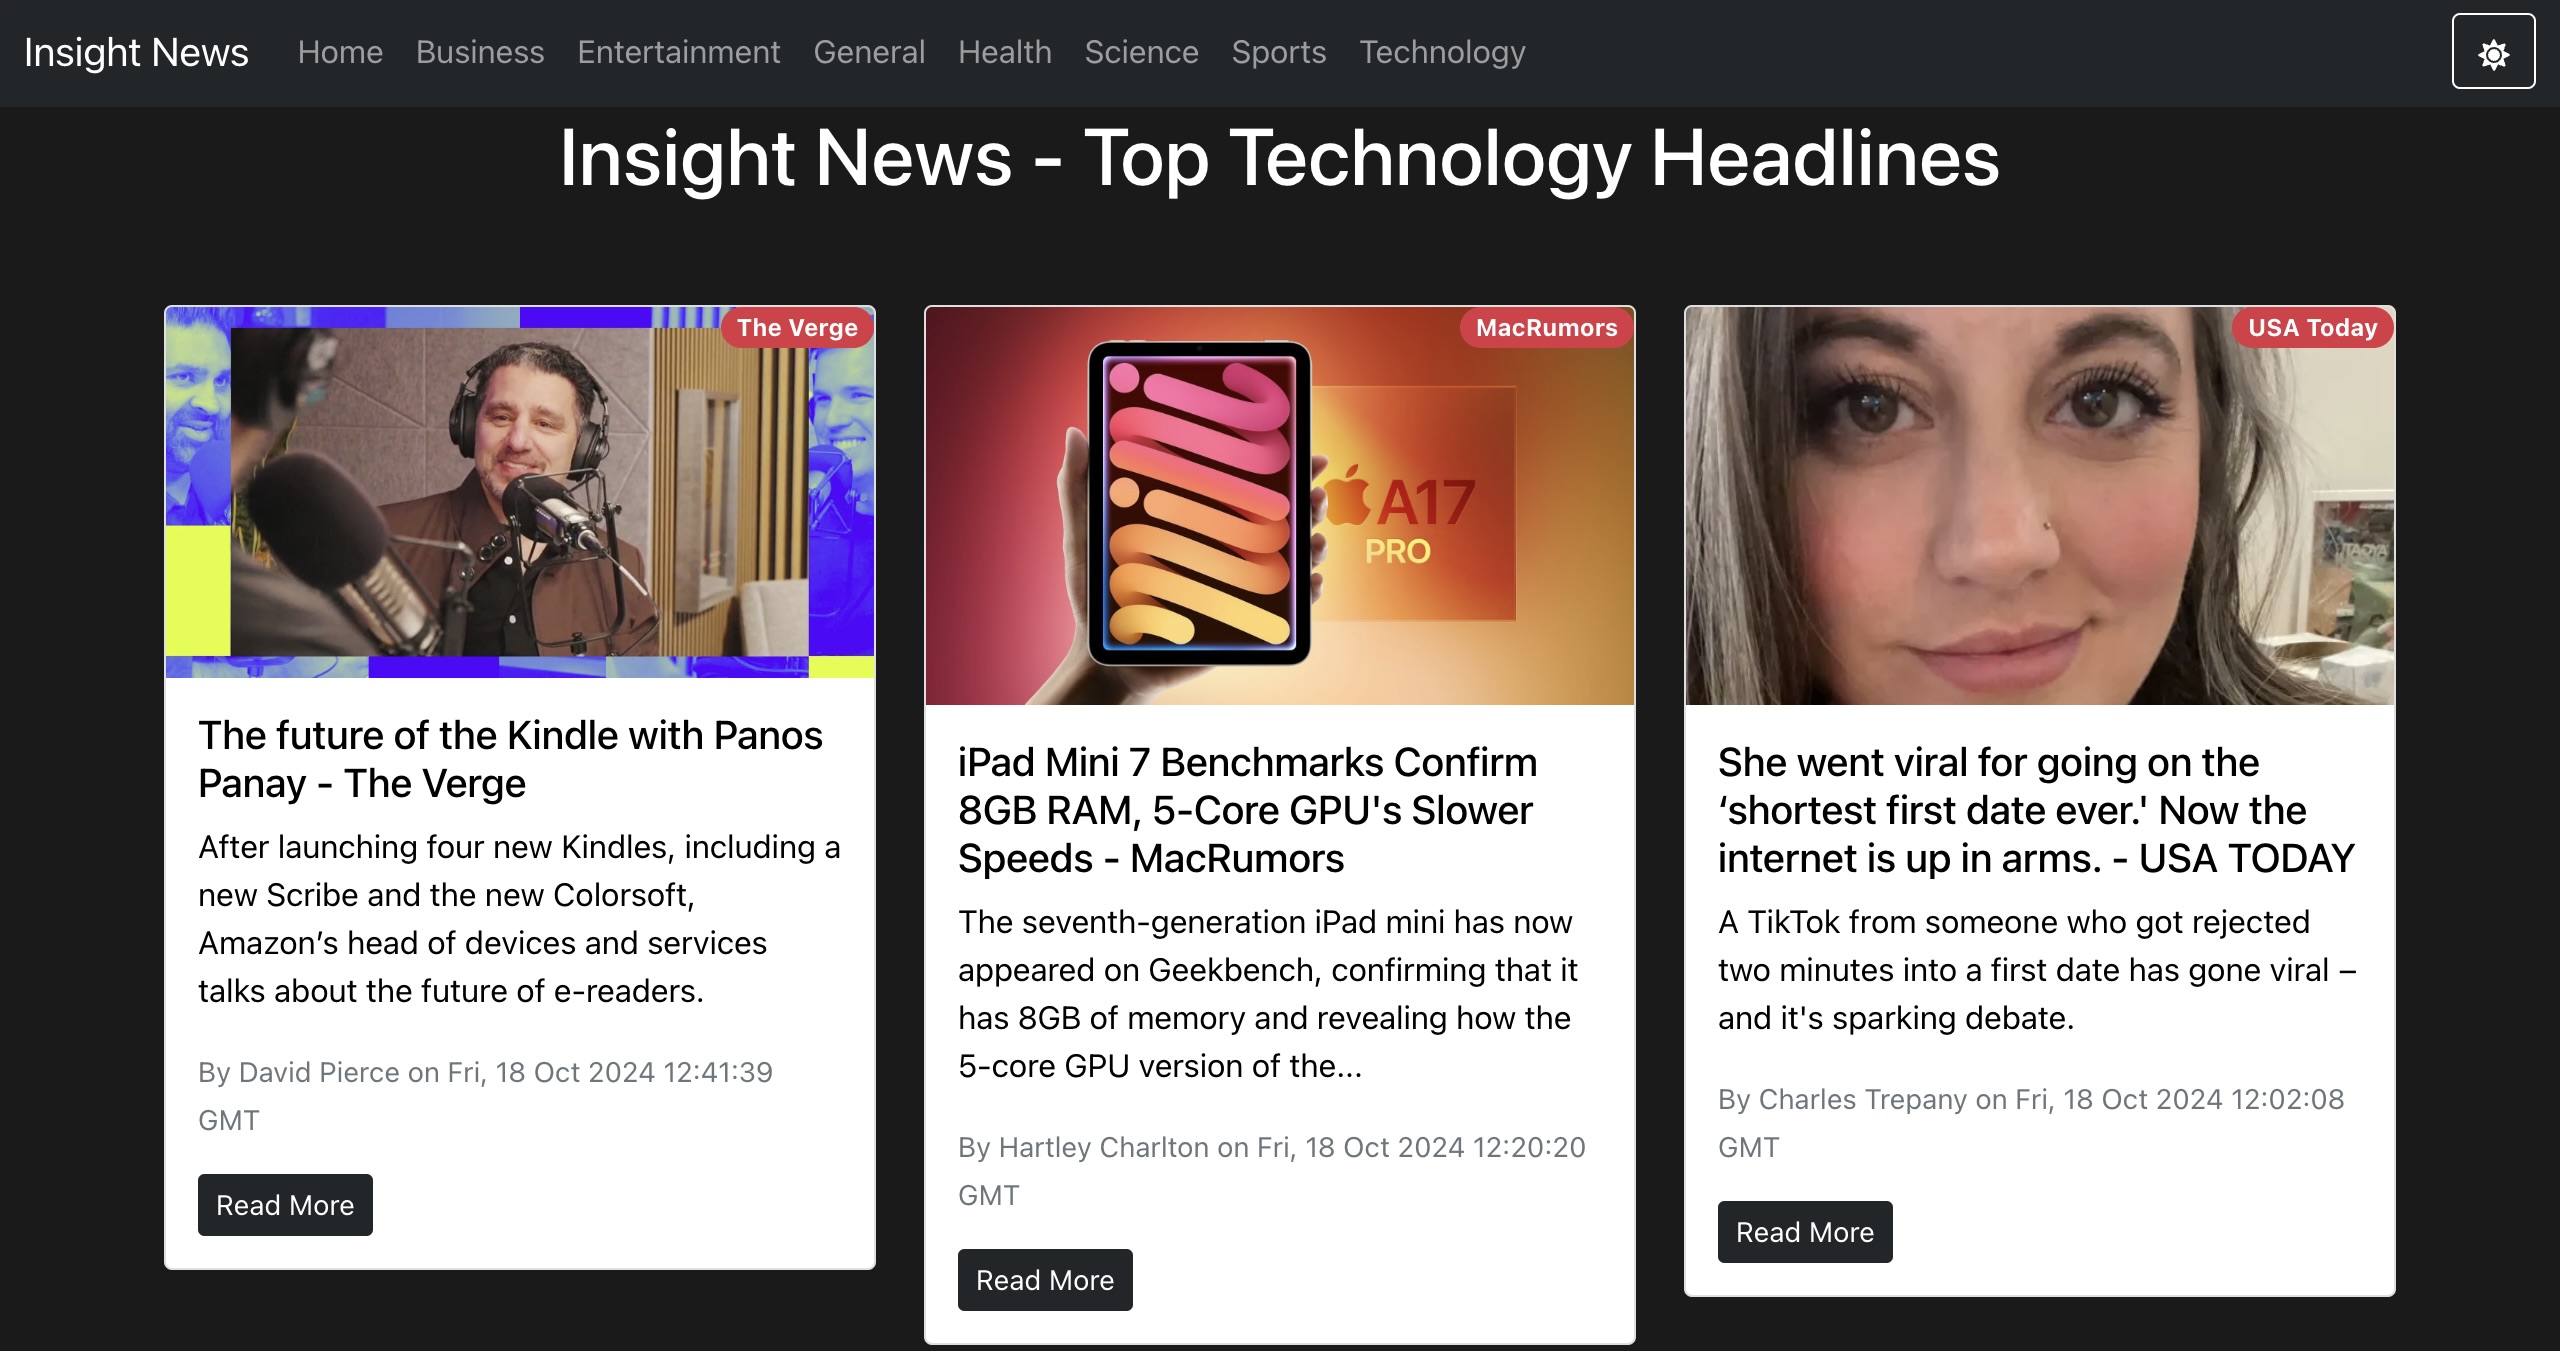 Insight News Home Business Entertainment General Health Science Sports Technology
Insight News - Top Technology Headlines
The Verge
The future of the Kindle with Panos
Panay - The Verge
After launching four new Kindles, including a
new Scribe and the new Colorsoft,
Amazon’s head of devices and services
talks about the future of e-readers.
By David Pierce on Fri, 18 Oct 2024 12:41:39
GMT
Read More
MacRumors
A17
PRO
iPad Mini 7 Benchmarks Confirm
8GB RAM, 5-Core GPU's Slower
Speeds - MacRumors
The seventh-generation iPad mini has now
appeared on Geekbench, confirming that it
has 8GB of memory and revealing how the
5-core GPU version of the...
By Hartley Charlton on Fri, 18 Oct 2024 12:20:20
GMT
Read More
USA Today
She went viral for going on the
‘shortest first date ever.' Now the
internet is up in arms. - USA TODAY
A TikTok from someone who got rejected
two minutes into a first date has gone viral –
and it's sparking debate.
By Charles Trepany on Fri, 18 Oct 2024 12:02:08
GMT
Read More